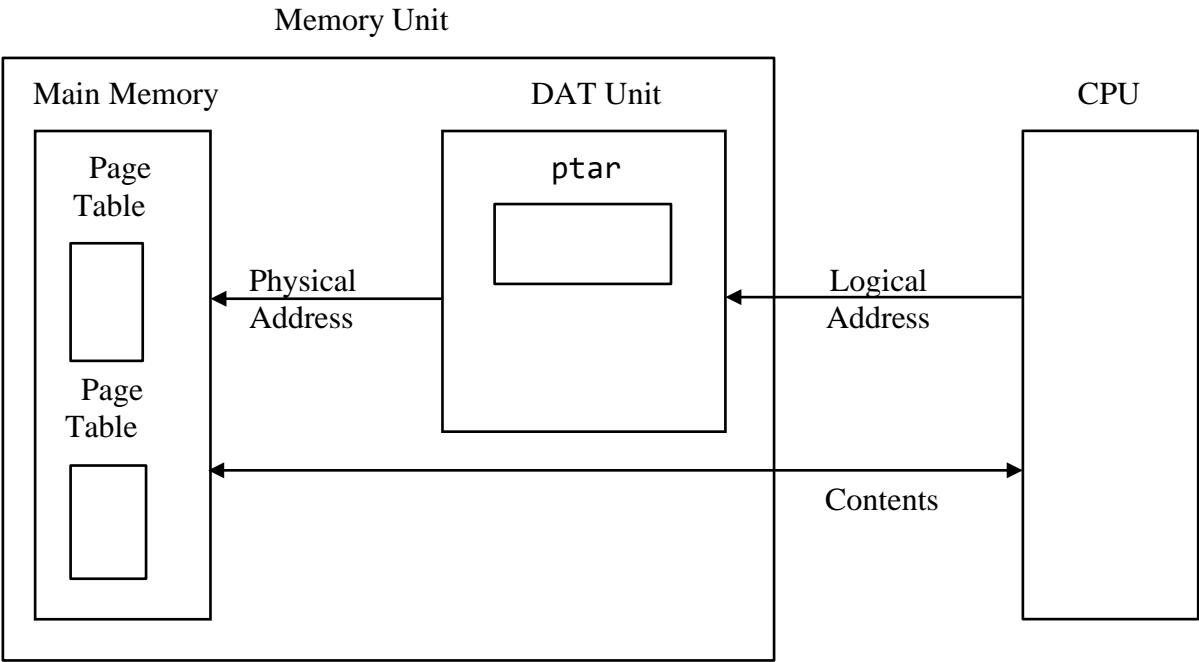 Memory Unit
Main Memory
DAT Unit
CPU
Page
Table
ptar
Physical
Address
Logical
Address
Page
Table
Contents